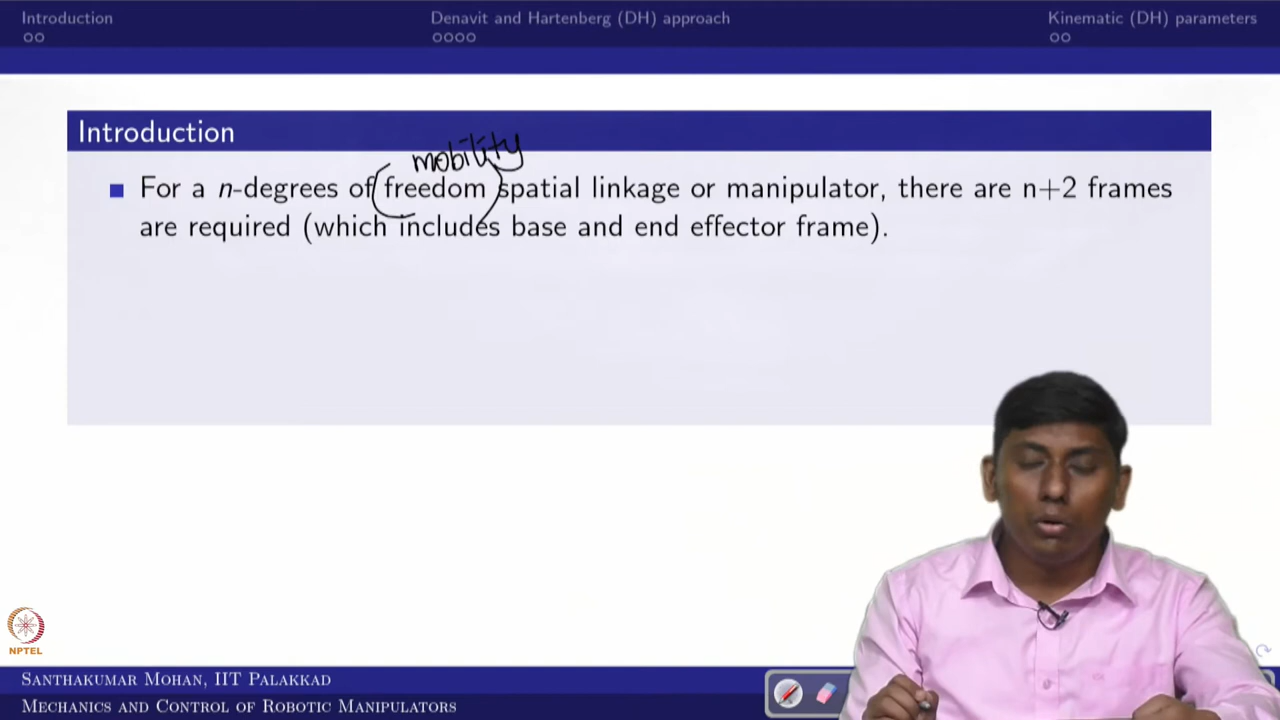 Introduction
Denavit and Hartenberg (DH) approach
Kinematic (DH) parameters
Introduction
mobility
For a n-degrees of freedom spatial linkage or manipulator, there are n+2 frames
are required (which includes base and end effector frame).
NPTEL
SANTHAKUMAR MOHAN, IIT PALAKKAD
MECHANICS AND CONTROL OF ROBOTIC MANIPULATORS